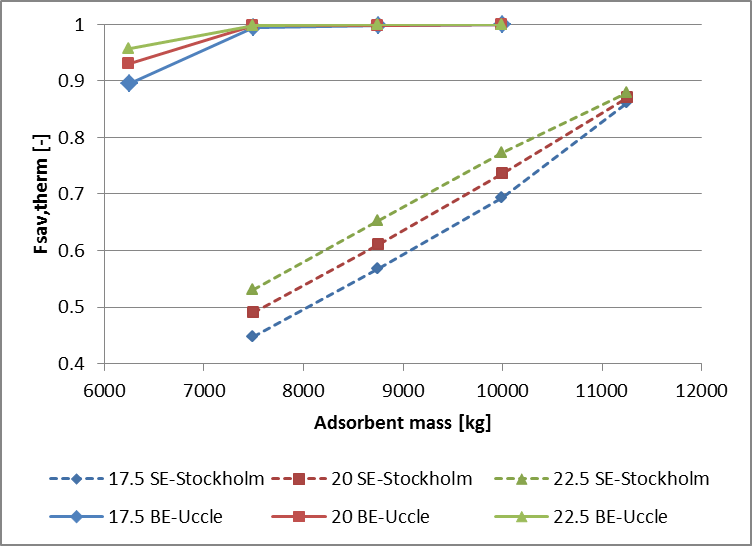 1
0.9
0.8
0.7
0.6
0.5
0.4
Fsav,therm [-]
6000 7000 8000 9000 10000 11000 12000
Adsorbent mass [kg]
17.5 SE-Stockholm 20 SE-Stockholm 22.5 SE-Stockholm
17.5 BE-Uccle 20 BE-Uccle 22.5 BE-Uccle